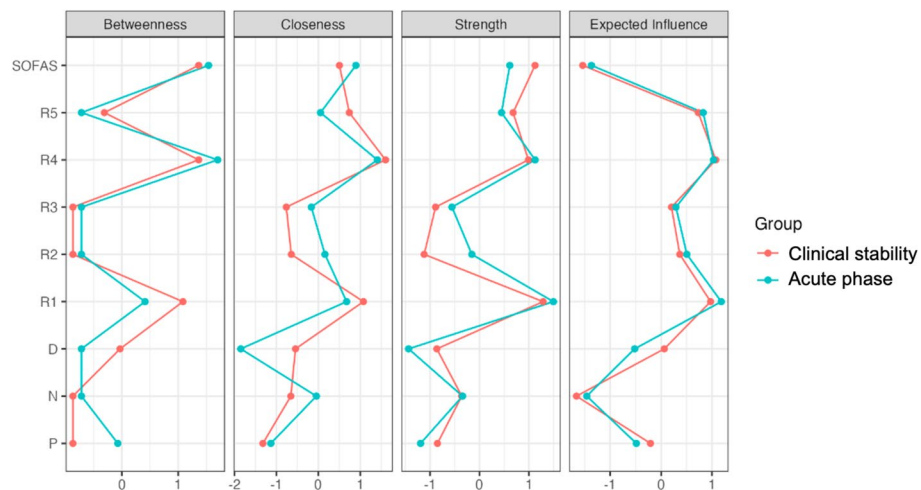 Betweenness Closeness Strength Expected Influence
SOFAS
R5
R4
R3
R2
R1
D
N
P
0 1 -2 -1 0 1 -1 0 1 -1 0 1
Group
Clinical stability
Acute phase